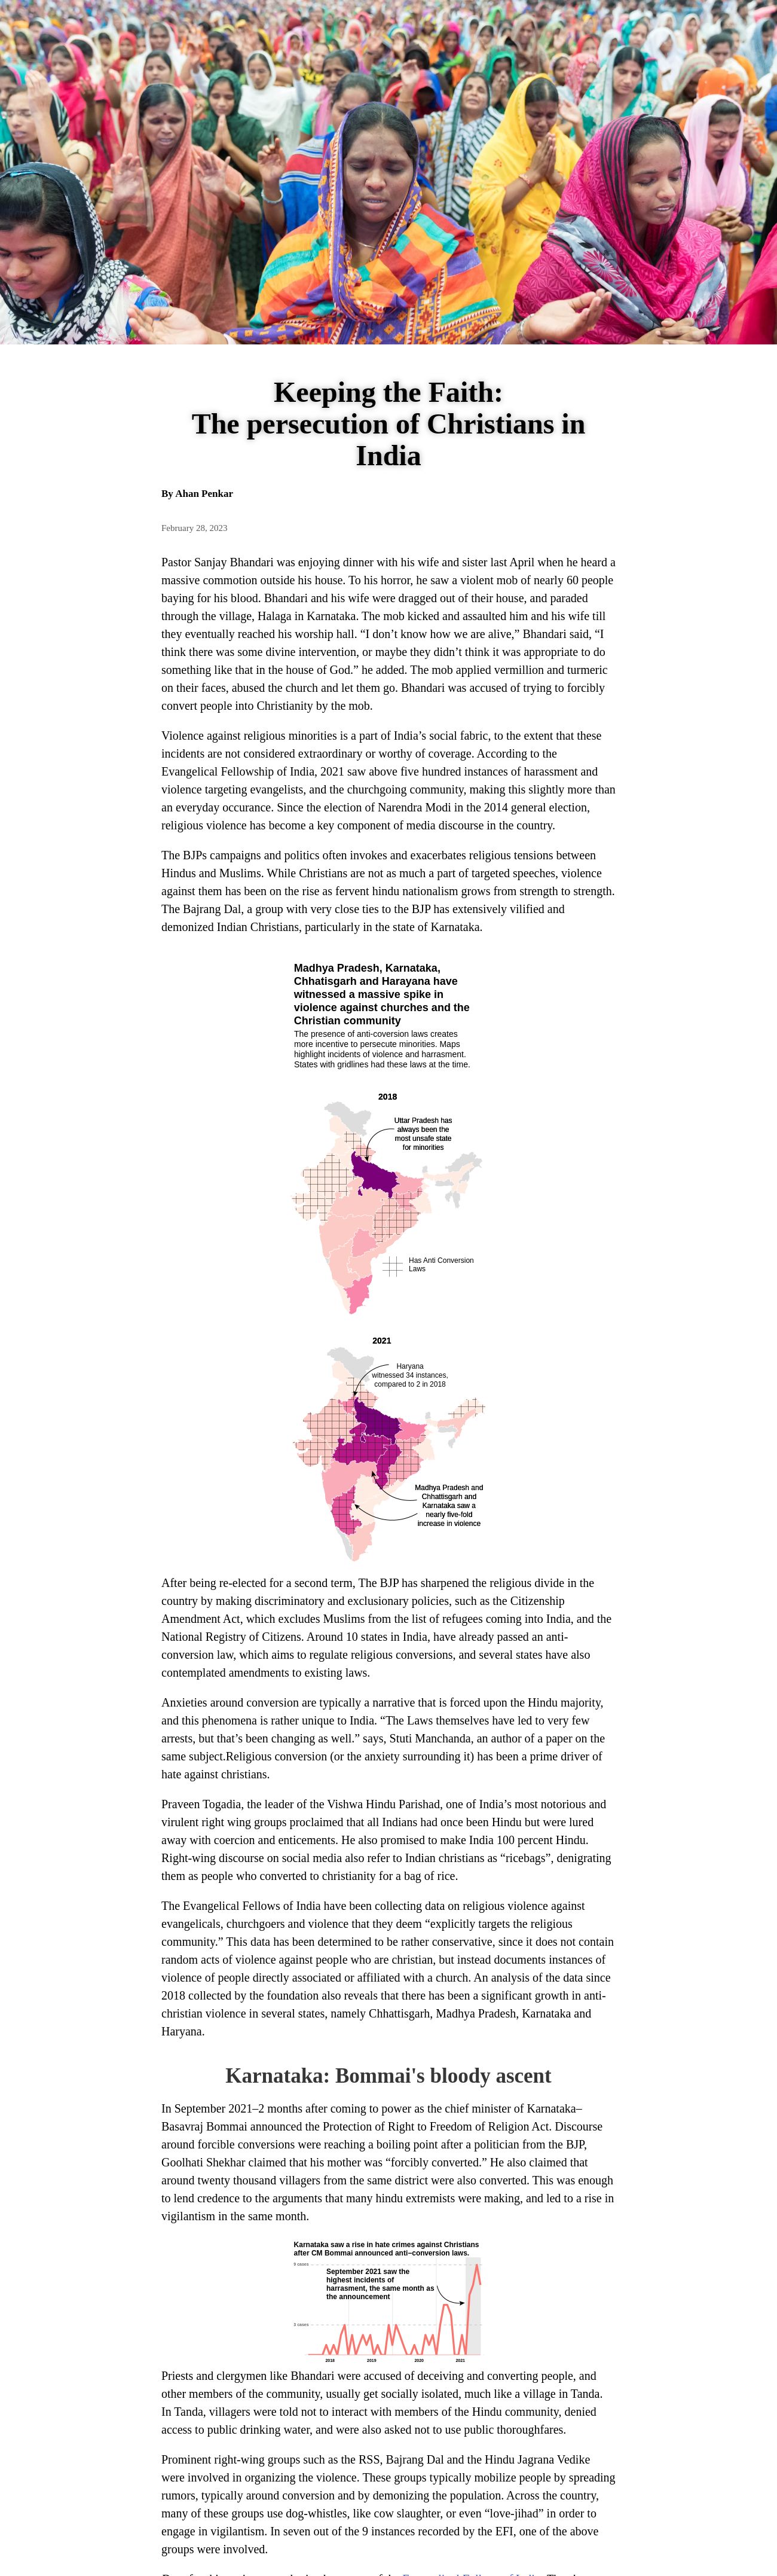 Keeping the Faith:
The persecution of Christians in
India
By Ahan Penkar
February 28, 2023
Pastor Sanjay Bhandari was enjoying dinner with his wife and sister last April when he heard a
massive commotion outside his house. To his horror, he saw a violent mob of nearly 60 people
baying for his blood. Bhandari and his wife were dragged out of their house, and paraded
through the village, Halaga in Karnataka. The mob kicked and assaulted him and his wife till
they eventually reached his worship hall. “I don’t know how we are alive,” Bhandari said, “I
think there was some divine intervention, or maybe they didn’t think it was appropriate to do
something like that in the house of God.” he added. The mob applied vermillion and turmeric
on their faces, abused the church and let them go. Bhandari was accused of trying to forcibly
convert people into Christianity by the mob.
Violence against religious minorities is a part of India’s social fabric, to the extent that these
incidents are not considered extraordinary or worthy of coverage. According to the
Evangelical Fellowship of India, 2021 saw above five hundred instances of harassment and
violence targeting evangelists, and the churchgoing community, making this slightly more than
an everyday occurance. Since the election of Narendra Modi in the 2014 general election,
religious violence has become a key component of media discourse in the country.
The BJPs campaigns and politics often invokes and exacerbates religious tensions between
Hindus and Muslims. While Christians are not as much a part of targeted speeches, violence
against them has been on the rise as fervent hindu nationalism grows from strength to strength.
The Bajrang Dal, a group with very close ties to the BJP has extensively vilified and
demonized Indian Christians, particularly in the state of Karnataka.
Madhya Pradesh, Karnataka,
Chhatisgarh and Harayana have
witnessed a massive spike in
violence against churches and the
Christian community
The presence of anti-coversion laws creates
more incentive to persecute minorities. Maps
highlight incidents of violence and harrasment.
States with gridlines had these laws at the time.
2018
Uttar Pradesh has
always been the
most unsafe state
for minorities
Has Anti Conversion
Laws
2021
Haryana
witnessed 34 instances,
compared to 2 in 2018
Madhya Pradesh and
Chhattisgarh and
Karnataka saw a
nearly five-fold
increase in violence
After being re-elected for a second term, The BJP has sharpened the religious divide in the
country by making discriminatory and exclusionary policies, such as the Citizenship
Amendment Act, which excludes Muslims from the list of refugees coming into India, and the
National Registry of Citizens. Around 10 states in India, have already passed an anti-
conversion law, which aims to regulate religious conversions, and several states have also
contemplated amendments to existing laws.
Anxieties around conversion are typically a narrative that is forced upon the Hindu majority,
and this phenomena is rather unique to India. “The Laws themselves have led to very few
arrests, but that’s been changing as well.” says, Stuti Manchanda, an author of a paper on the
same subject.Religious conversion (or the anxiety surrounding it) has been a prime driver of
hate against christians.
Praveen Togadia, the leader of the Vishwa Hindu Parishad, one of India’s most notorious and
virulent right wing groups proclaimed that all Indians had once been Hindu but were lured
away with coercion and enticements. He also promised to make India 100 percent Hindu.
Right-wing discourse on social media also refer to Indian christians as “ricebags”, denigrating
them as people who converted to christianity for a bag of rice.
The Evangelical Fellows of India have been collecting data on religious violence against
evangelicals, churchgoers and violence that they deem “explicitly targets the religious
community.” This data has been determined to be rather conservative, since it does not contain
random acts of violence against people who are christian, but instead documents instances of
violence of people directly associated or affiliated with a church. An analysis of the data since
2018 collected by the foundation also reveals that there has been a significant growth in anti-
christian violence in several states, namely Chhattisgarh, Madhya Pradesh, Karnataka and
Haryana.
Karnataka: Bommai's bloody ascent
In September 2021–2 months after coming to power as the chief minister of Karnataka–
Basavraj Bommai announced the Protection of Right to Freedom of Religion Act. Discourse
around forcible conversions were reaching a boiling point after a politician from the BJP,
Goolhati Shekhar claimed that his mother was “forcibly converted.” He also claimed that
around twenty thousand villagers from the same district were also converted. This was enough
to lend credence to the arguments that many hindu extremists were making, and led to a rise in
vigilantism in the same month.
Karnataka saw a rise in hate crimes against Christians
after CM Bommai announced anti–conversion laws.
9 cases
September 2021 saw the
highest incidents of
harrasment, the same month as
the announcement
3 cases
2018 2019 2020 2021
Priests and clergymen like Bhandari were accused of deceiving and converting people, and
other members of the community, usually get socially isolated, much like a village in Tanda.
In Tanda, villagers were told not to interact with members of the Hindu community, denied
access to public drinking water, and were also asked not to use public thoroughfares.
Prominent right-wing groups such as the RSS, Bajrang Dal and the Hindu Jagrana Vedike
were involved in organizing the violence. These groups typically mobilize people by spreading
rumors, typically around conversion and by demonizing the population. Across the country,
many of these groups use dog-whistles, like cow slaughter, or even “love-jihad” in order to
engage in vigilantism. In seven out of the 9 instances recorded by the EFI, one of the above
groups were involved.